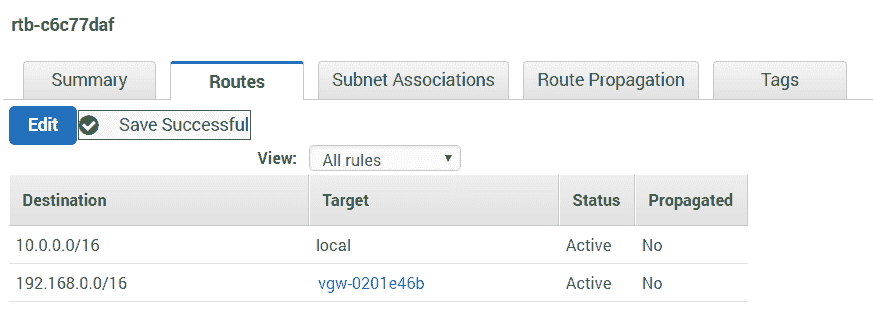 rtb-c6c77daf
Summary Routes Subnet Associations Route Propagation Tags
Edit Save Successful
View: All rules
Destination Target Status Propagated
10.0.0.0/16 local Active No
192.168.0.0/16 vgw-0201e46b Active No